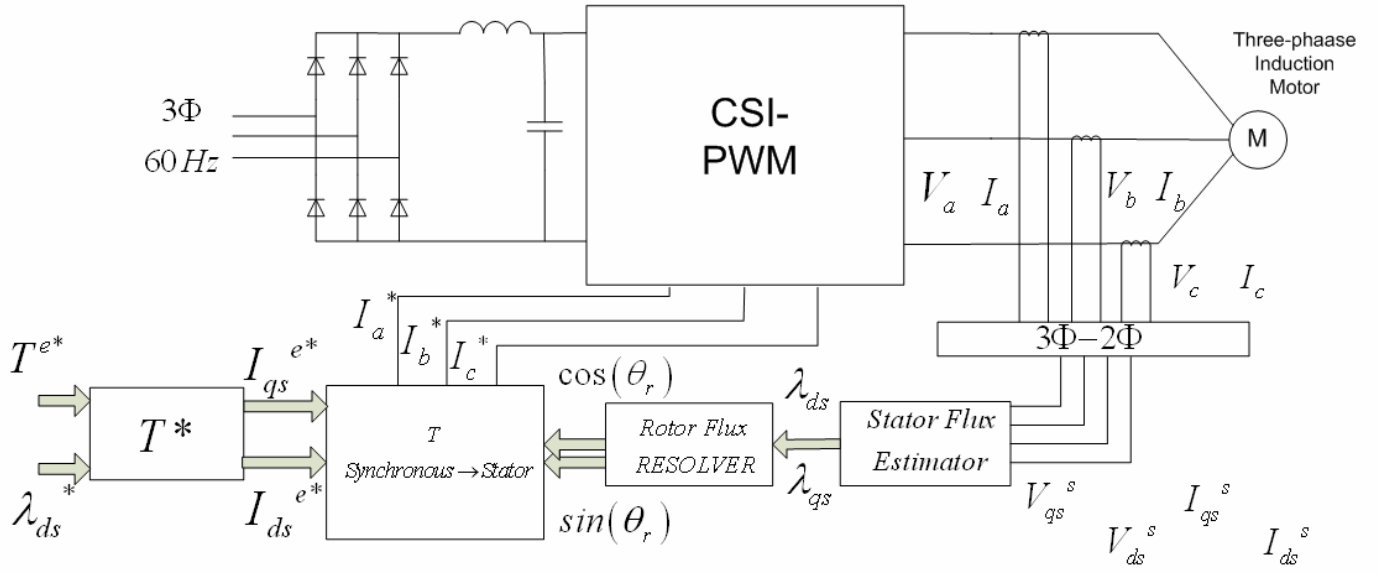 Three-phaase
Induction
Motor
M
3Φ
60 Hz
CSI-
PWM
V_a I_a
V_b I_b
V_c I_c
3Φ−2Φ
I_a^*
I_b^*
I_c^*
T^{e*}
λ_ds^*
T*
I_qs^{e*}
I_ds^{e*}
T
Synchronous → Stator
cos(θ_r)
sin(θ_r)
Rotor Flux
RESOLVER
λ_ds
λ_qs
Stator Flux
Estimator
V_qs^s I_qs^s
V_ds^s I_ds^s